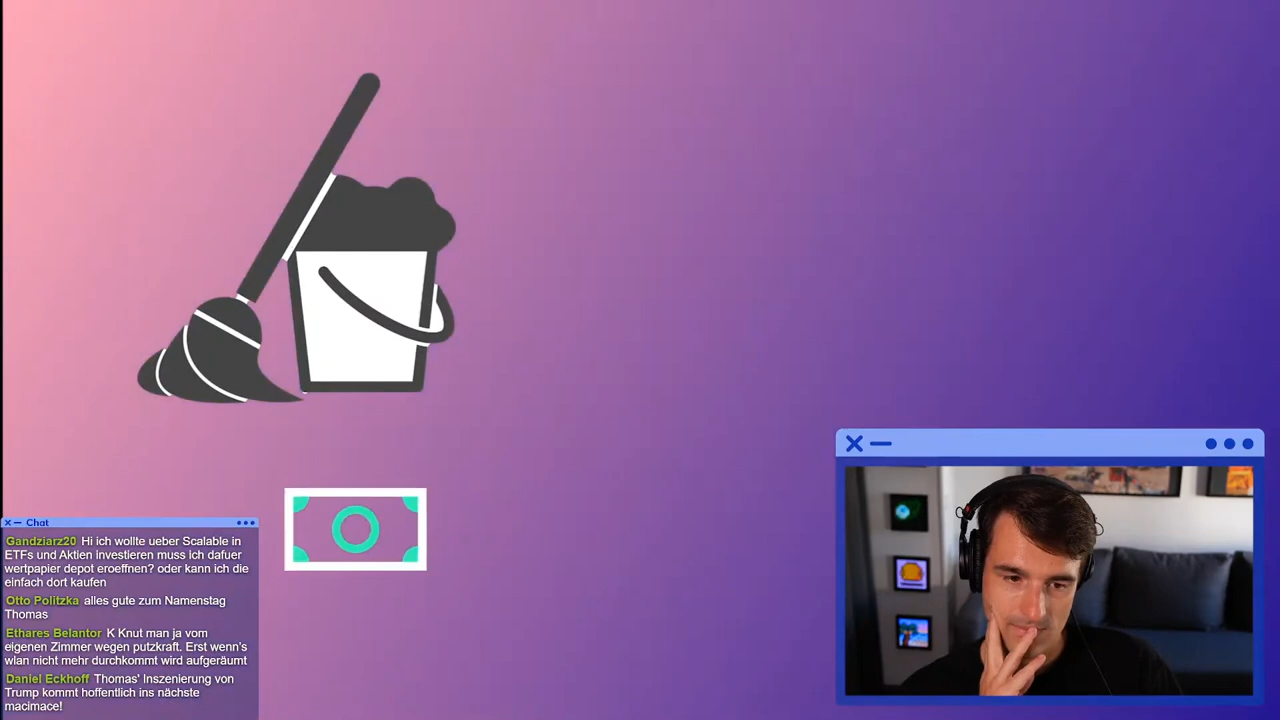 Chat
Gandziarz20 Hi ich wollte ueber Scalable in
ETFs und Aktien investieren muss ich dafuer
wertpapier depot eroeffnen? oder kann ich die
einfach dort kaufen
Otto Politzka alles gute zum Namenstag
Thomas
Ethares Belantor K Knut man ja vom
eigenen Zimmer wegen putzkraft. Erst wenn's
wlan nicht mehr durchkommt wird aufgeräumt
Daniel Eckhoff Thomas' Inszenierung von
Trump kommt hoffentlich ins nächste
macimace!